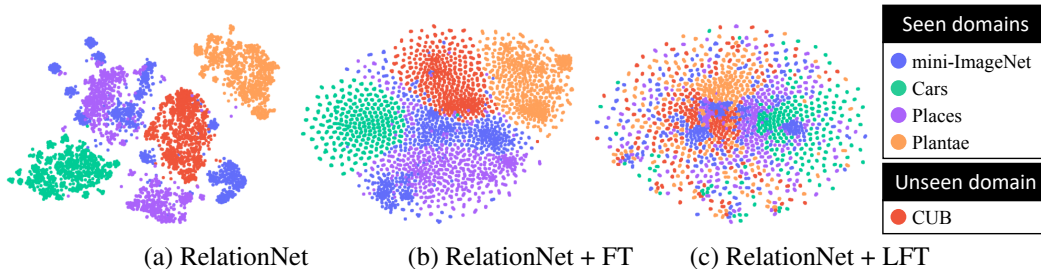 Seen domains
mini-ImageNet
Cars
Places
Plantae
Unseen domain
CUB
(a) RelationNet
(b) RelationNet + FT
(c) RelationNet + LFT